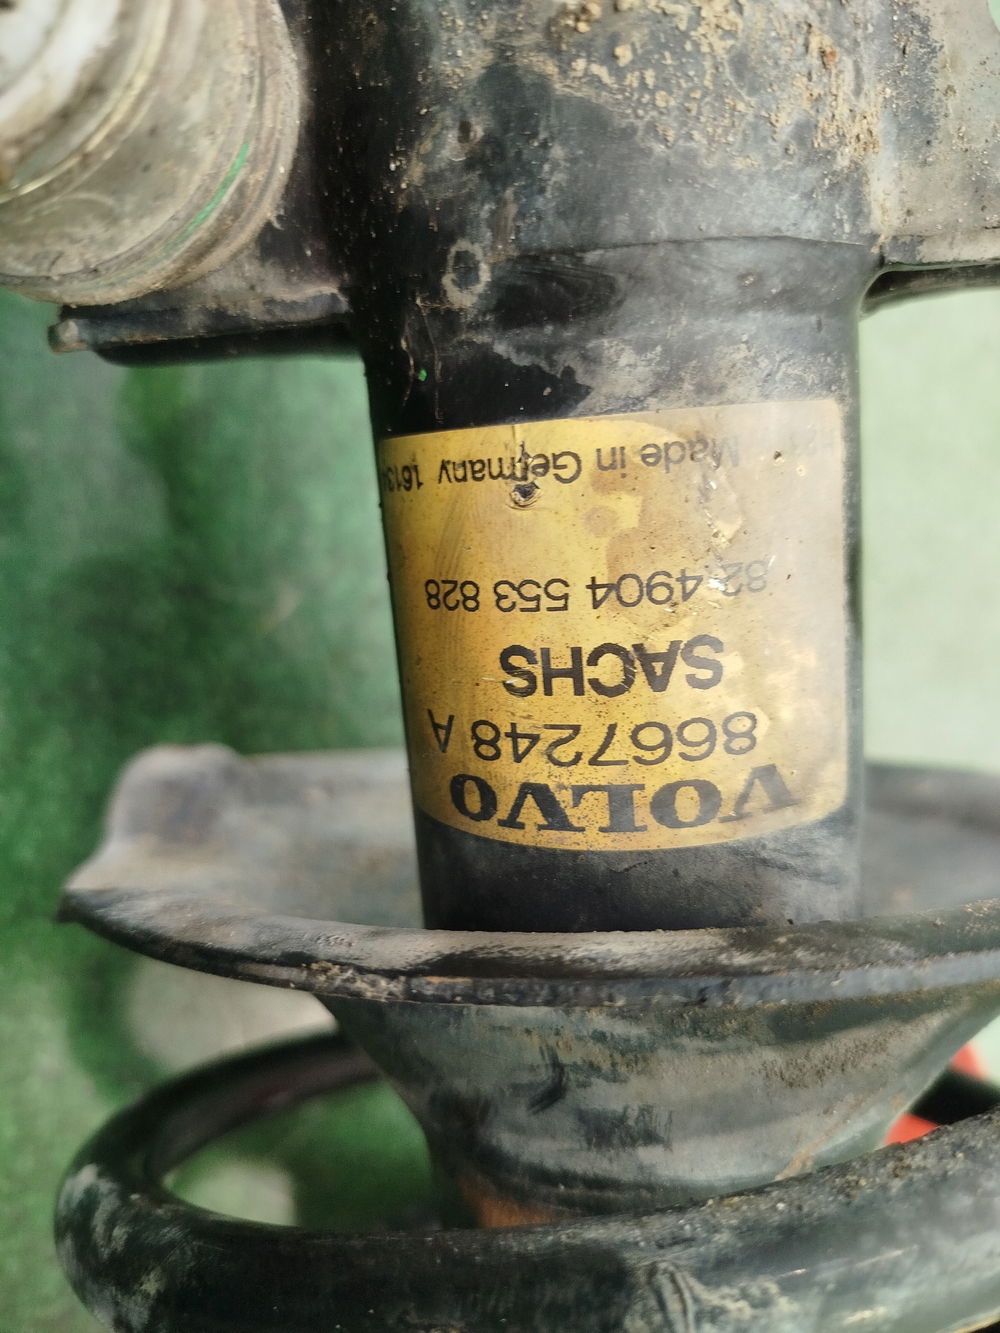 VOLVO
8667248 A
SACHS
82 4904 553 828
Made in Germany